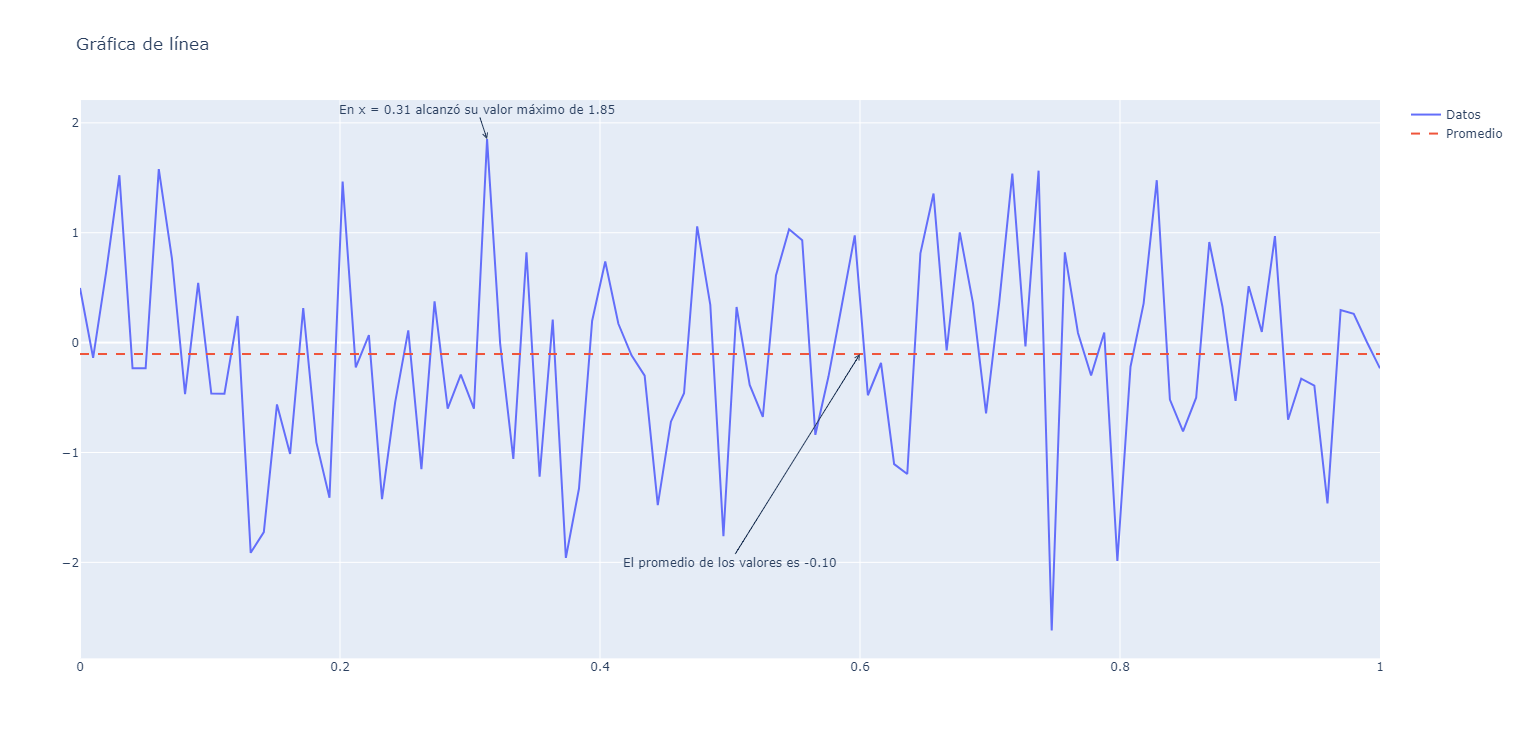 Gráfica de línea
En x = 0.31 alcanzó su valor máximo de 1.85
Datos
Promedio
2
1
0
−1
−2
El promedio de los valores es -0.10
0
0.2
0.4
0.6
0.8
1